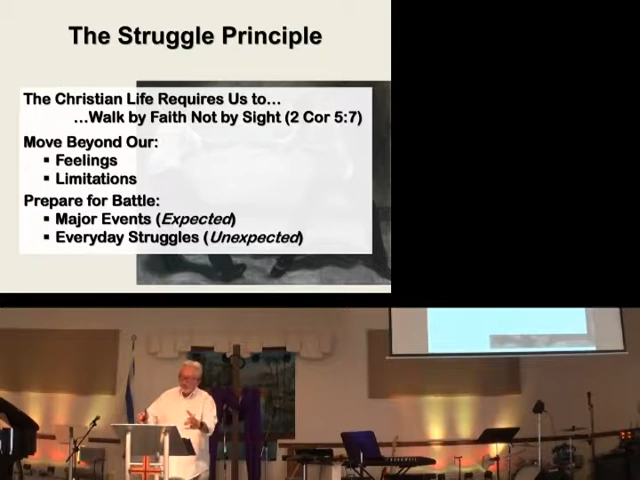 The Struggle Principle
The Christian Life Requires Us to…
…Walk by Faith Not by Sight (2 Cor 5:7)
Move Beyond Our:
▪ Feelings
▪ Limitations
Prepare for Battle:
▪ Major Events (Expected)
▪ Everyday Struggles (Unexpected)